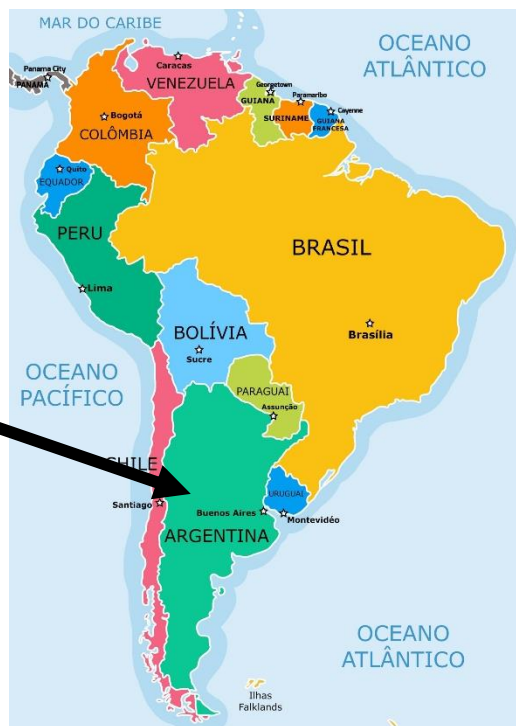 MAR DO CARIBE
OCEANO
ATLÂNTICO
Panama City
PANAMÁ
Caracas
VENEZUELA
Georgetown
GUIANA
Paramaribo
SURINAME
Cayenne
GUIANA
FRANCESA
Bogotá
COLÔMBIA
Quito
EQUADOR
PERU
Lima
BRASIL
Brasília
BOLÍVIA
Sucre
OCEANO
PACÍFICO
PARAGUAI
Assunção
CHILE
Santiago
URUGUAI
Buenos Aires
Montevidéo
ARGENTINA
OCEANO
ATLÂNTICO
Ilhas
Falklands